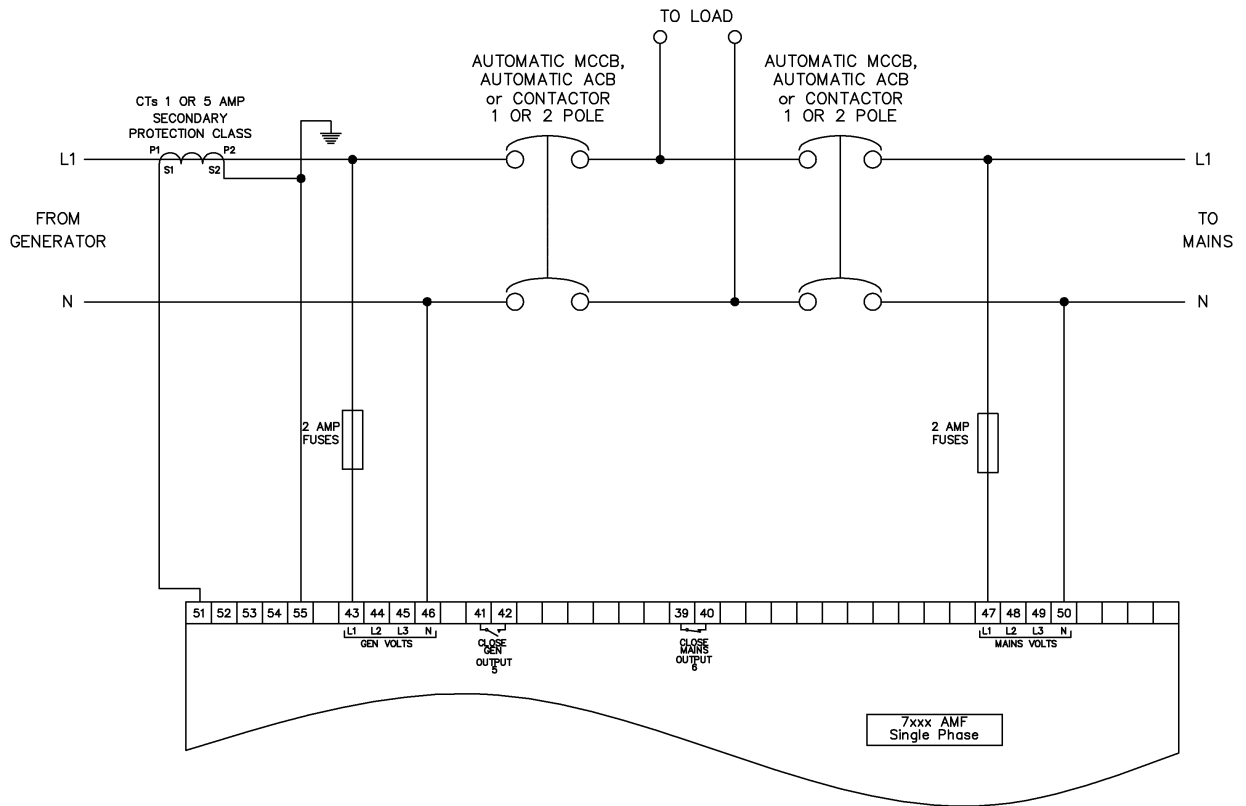 TO LOAD
AUTOMATIC MCCB,
AUTOMATIC ACB
or CONTACTOR
1 OR 2 POLE
AUTOMATIC MCCB,
AUTOMATIC ACB
or CONTACTOR
1 OR 2 POLE
CTs 1 OR 5 AMP
SECONDARY
PROTECTION CLASS
P1 P2
S1 S2
L1
L1
FROM
GENERATOR
TO
MAINS
N
N
2 AMP
FUSES
2 AMP
FUSES
51 52 53 54 55 43 44 45 46 41 42 39 40 47 48 49 50
L1 L2 L3 N
GEN VOLTS
CLOSE
GEN
OUTPUT
5
CLOSE
MAINS
OUTPUT
6
L1 L2 L3 N
MAINS VOLTS
7xxx AMF
Single Phase